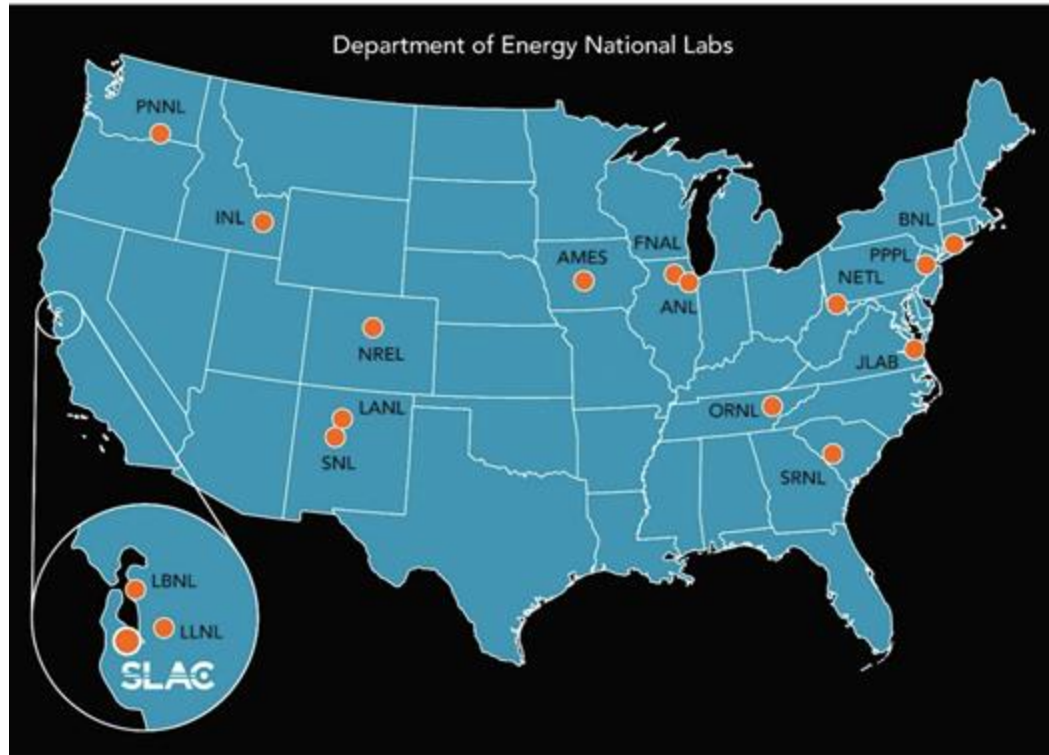 Department of Energy National Labs
PNNL
INL
BNL
FNAL
AMES
PPPL
NETL
ANL
NREL
JLAB
LANL
ORNL
SNL
SRNL
LBNL
LLNL
SLAC